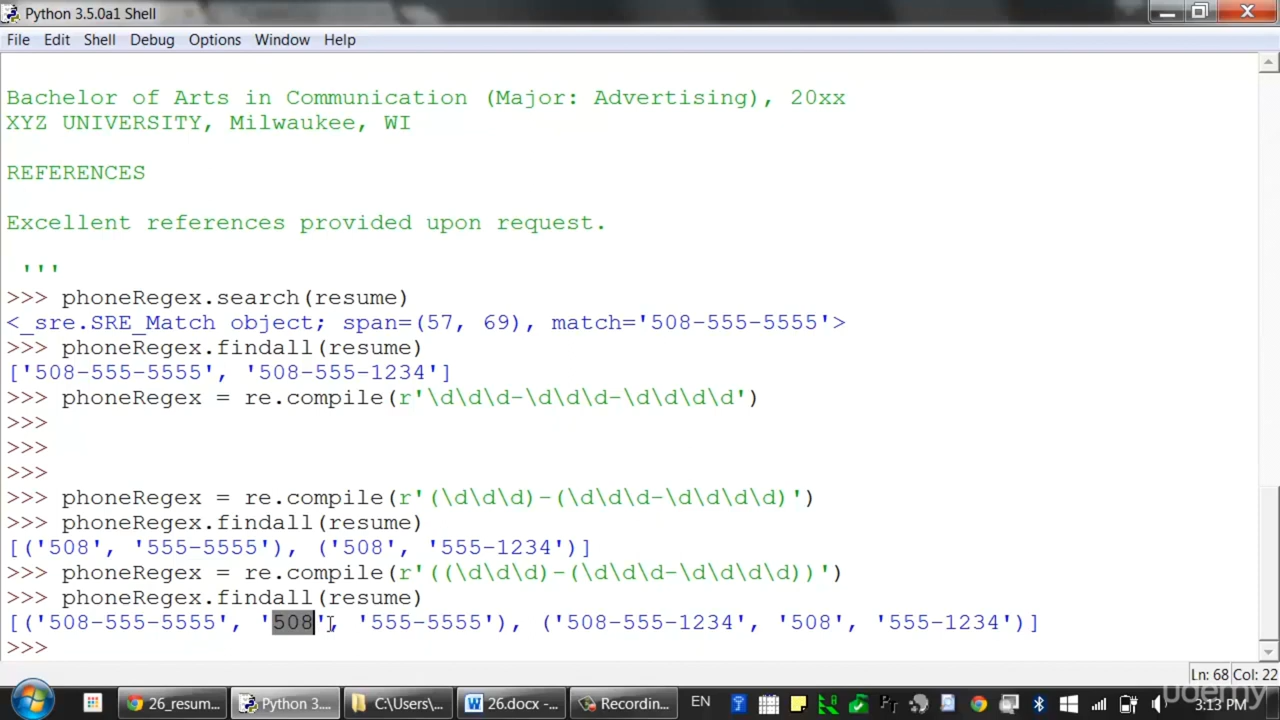 Python 3.5.0a1 Shell
File Edit Shell Debug Options Window Help
Bachelor of Arts in Communication (Major: Advertising), 20xx
XYZ UNIVERSITY, Milwaukee, WI
REFERENCES
Excellent references provided upon request.
'''
>>> phoneRegex.search(resume)
<_sre.SRE_Match object; span=(57, 69), match='508-555-5555'>
>>> phoneRegex.findall(resume)
['508-555-5555', '508-555-1234']
>>> phoneRegex = re.compile(r'\d\d\d-\d\d\d-\d\d\d\d')
>>>
>>>
>>>
>>> phoneRegex = re.compile(r'(\d\d\d)-(\d\d\d-\d\d\d\d)')
>>> phoneRegex.findall(resume)
[('508', '555-5555'), ('508', '555-1234')]
>>> phoneRegex = re.compile(r'((\d\d\d)-(\d\d\d-\d\d\d\d))')
>>> phoneRegex.findall(resume)
[('508-555-5555', '508', '555-5555'), ('508-555-1234', '508', '555-1234')]
>>>
Ln: 68 Col: 22
26_resum... Python 3.... C:\Users\... 26.docx - ... Recordin... EN 3:13 PM
udemy